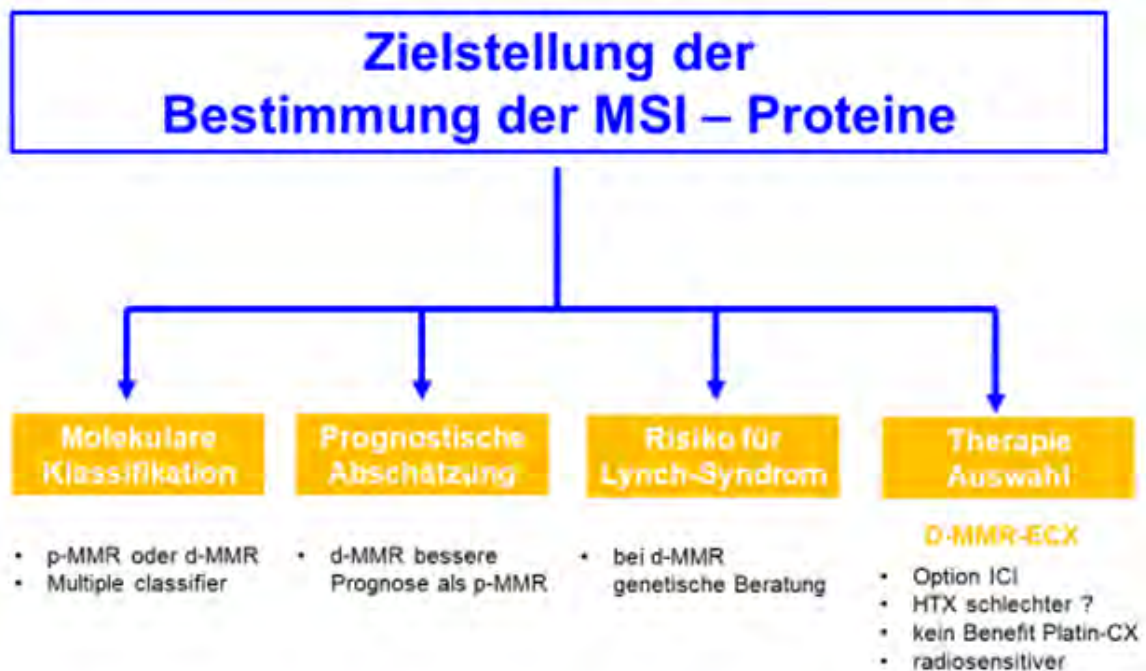 Zielstellung der
Bestimmung der MSI – Proteine
Molekulare
Klassifikation
• p-MMR oder d-MMR
• Multiple classifier
Prognostische
Abschätzung
• d-MMR bessere
Prognose als p-MMR
Risiko für
Lynch-Syndrom
• bei d-MMR
genetische Beratung
Therapie
Auswahl
D-MMR-ECX
• Option ICI
• HTX schlechter ?
• kein Benefit Platin-CX
• radiosensitiver